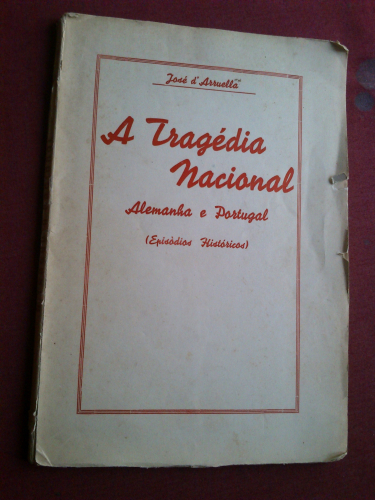 José d'Arruella
A Tragédia
Nacional
Alemanha e Portugal
(Episódios Históricos)